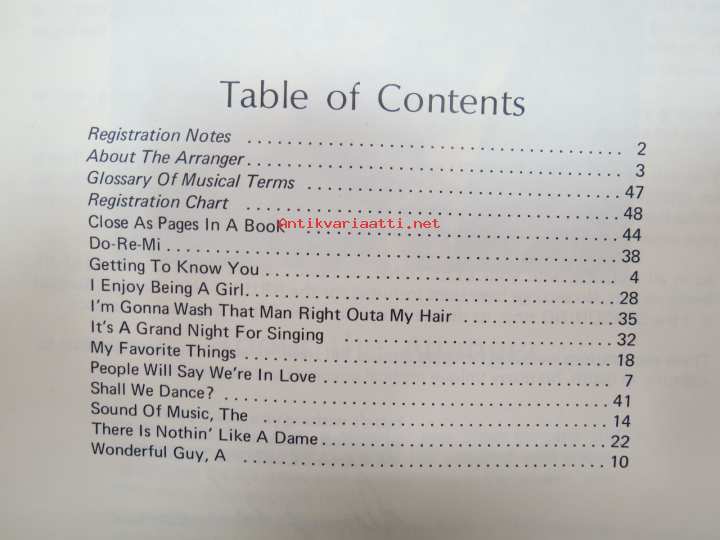 Table of Contents
Registration Notes ..................................... 2
About The Arranger ..................................... 3
Glossary Of Musical Terms ............................... 47
Registration Chart ..................................... 48
Close As Pages In A Book ............................... 44
Antikvariaatti.net
Do-Re-Mi ............................................. 38
Getting To Know You ................................... 4
I Enjoy Being A Girl ................................... 28
I'm Gonna Wash That Man Right Outa My Hair ............... 35
It's A Grand Night For Singing .......................... 32
My Favorite Things .................................... 18
People Will Say We're In Love ........................... 7
Shall We Dance? ....................................... 41
Sound Of Music, The ................................... 14
There Is Nothin' Like A Dame ............................ 22
Wonderful Guy, A ...................................... 10